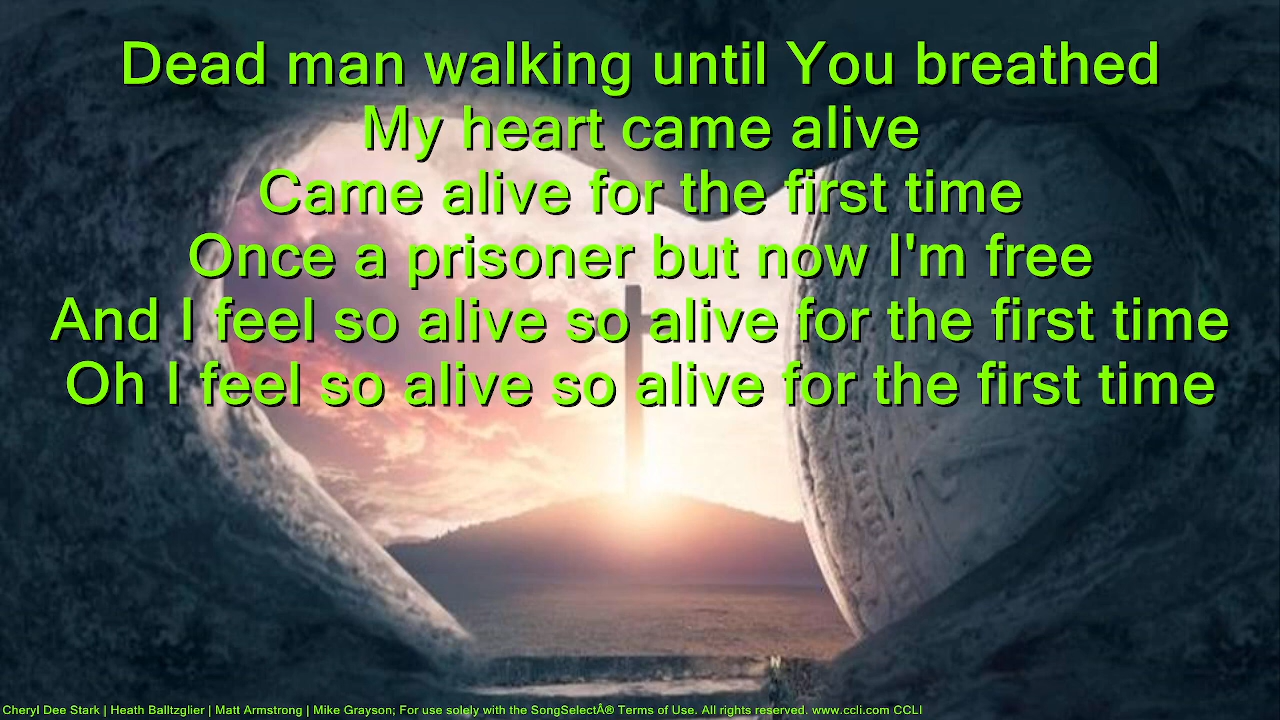 Dead man walking until You breathed
My heart came alive
Came alive for the first time
Once a prisoner but now I'm free
And I feel so alive so alive for the first time
Oh I feel so alive so alive for the first time
Cheryl Dee Stark | Heath Balltzglier | Matt Armstrong | Mike Grayson; For use solely with the SongSelectÂ® Terms of Use. All rights reserved. www.ccli.com CCLI